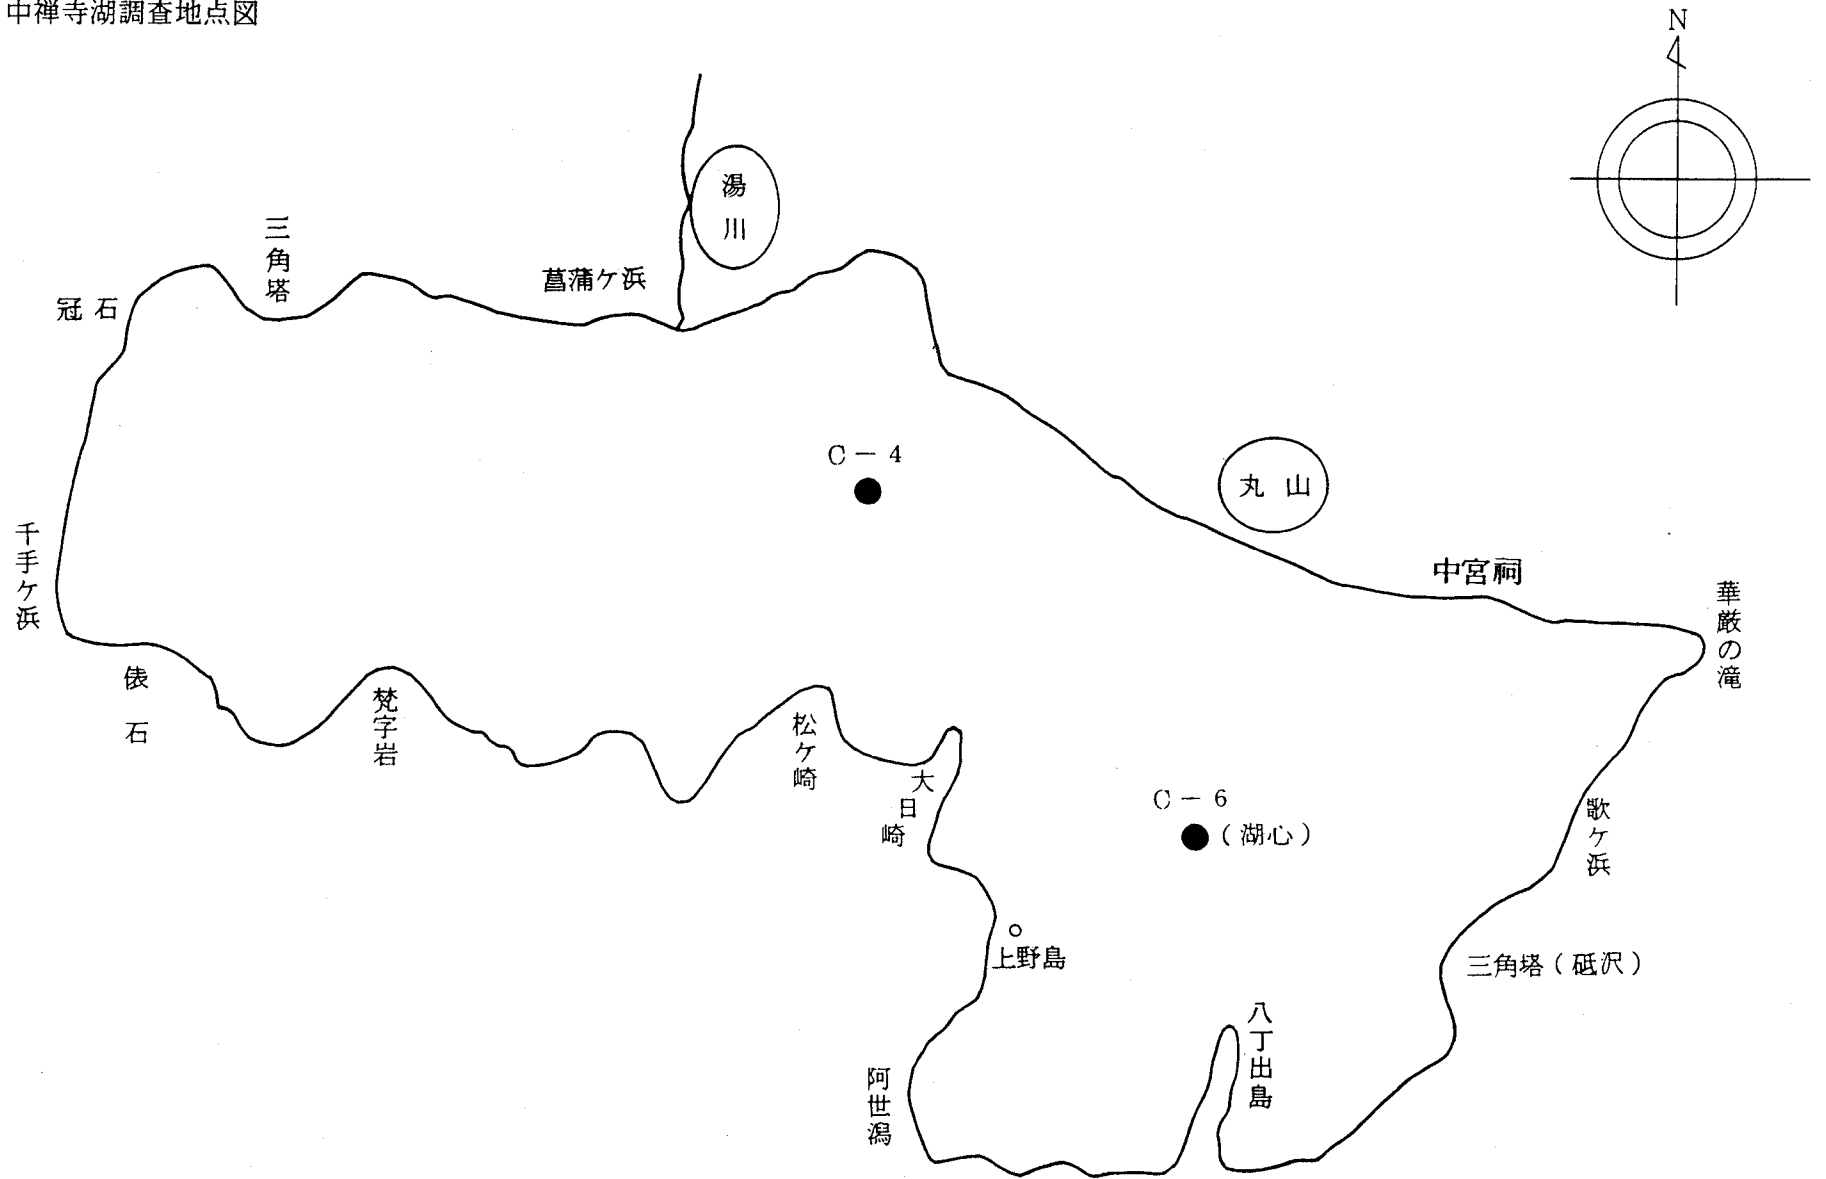 中禅寺湖調査地点図
N
湯川
三角塔
菖蒲ケ浜
冠石
C－4
丸山
千手ケ浜
中宮祠
華厳の滝
俵石
梵字岩
松ケ崎
大日崎
C－6
（湖心）
歌ケ浜
上野島
三角塔（砥沢）
八丁出島
阿世潟